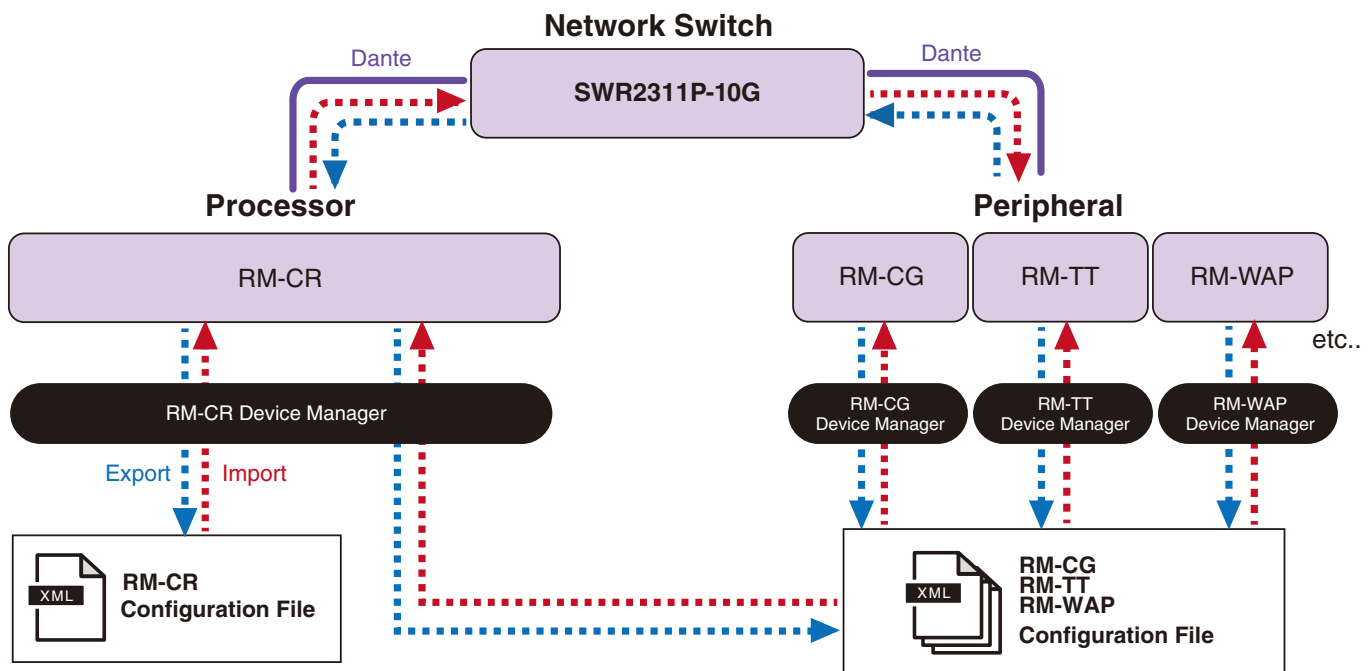 Network Switch
Dante
Dante
SWR2311P-10G
Processor
Peripheral
RM-CR
RM-CG
RM-TT
RM-WAP
etc..
RM-CR Device Manager
RM-CG
Device Manager
RM-TT
Device Manager
RM-WAP
Device Manager
Export
Import
XML
RM-CR
Configuration File
XML
RM-CG
RM-TT
RM-WAP
Configuration File